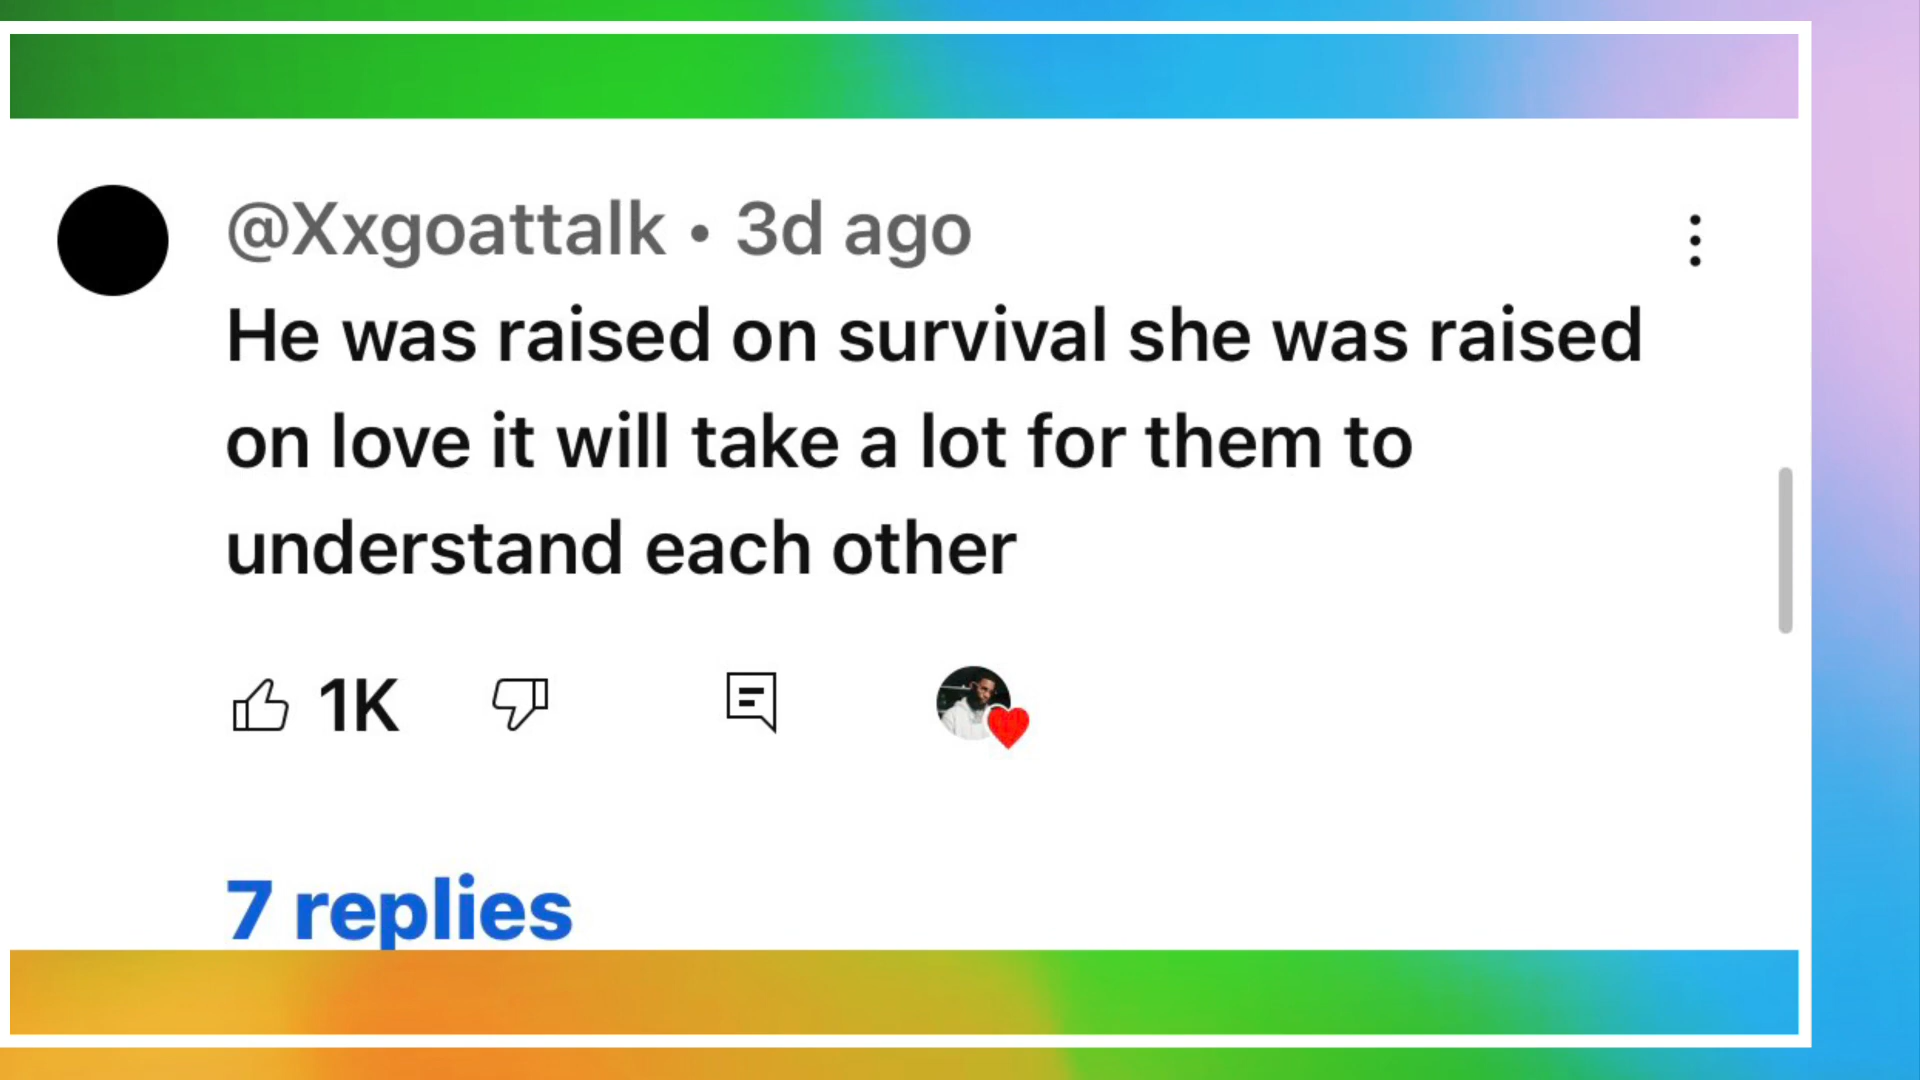 @Xxgoattalk • 3d ago
He was raised on survival she was raised
on love it will take a lot for them to
understand each other
1K
7 replies